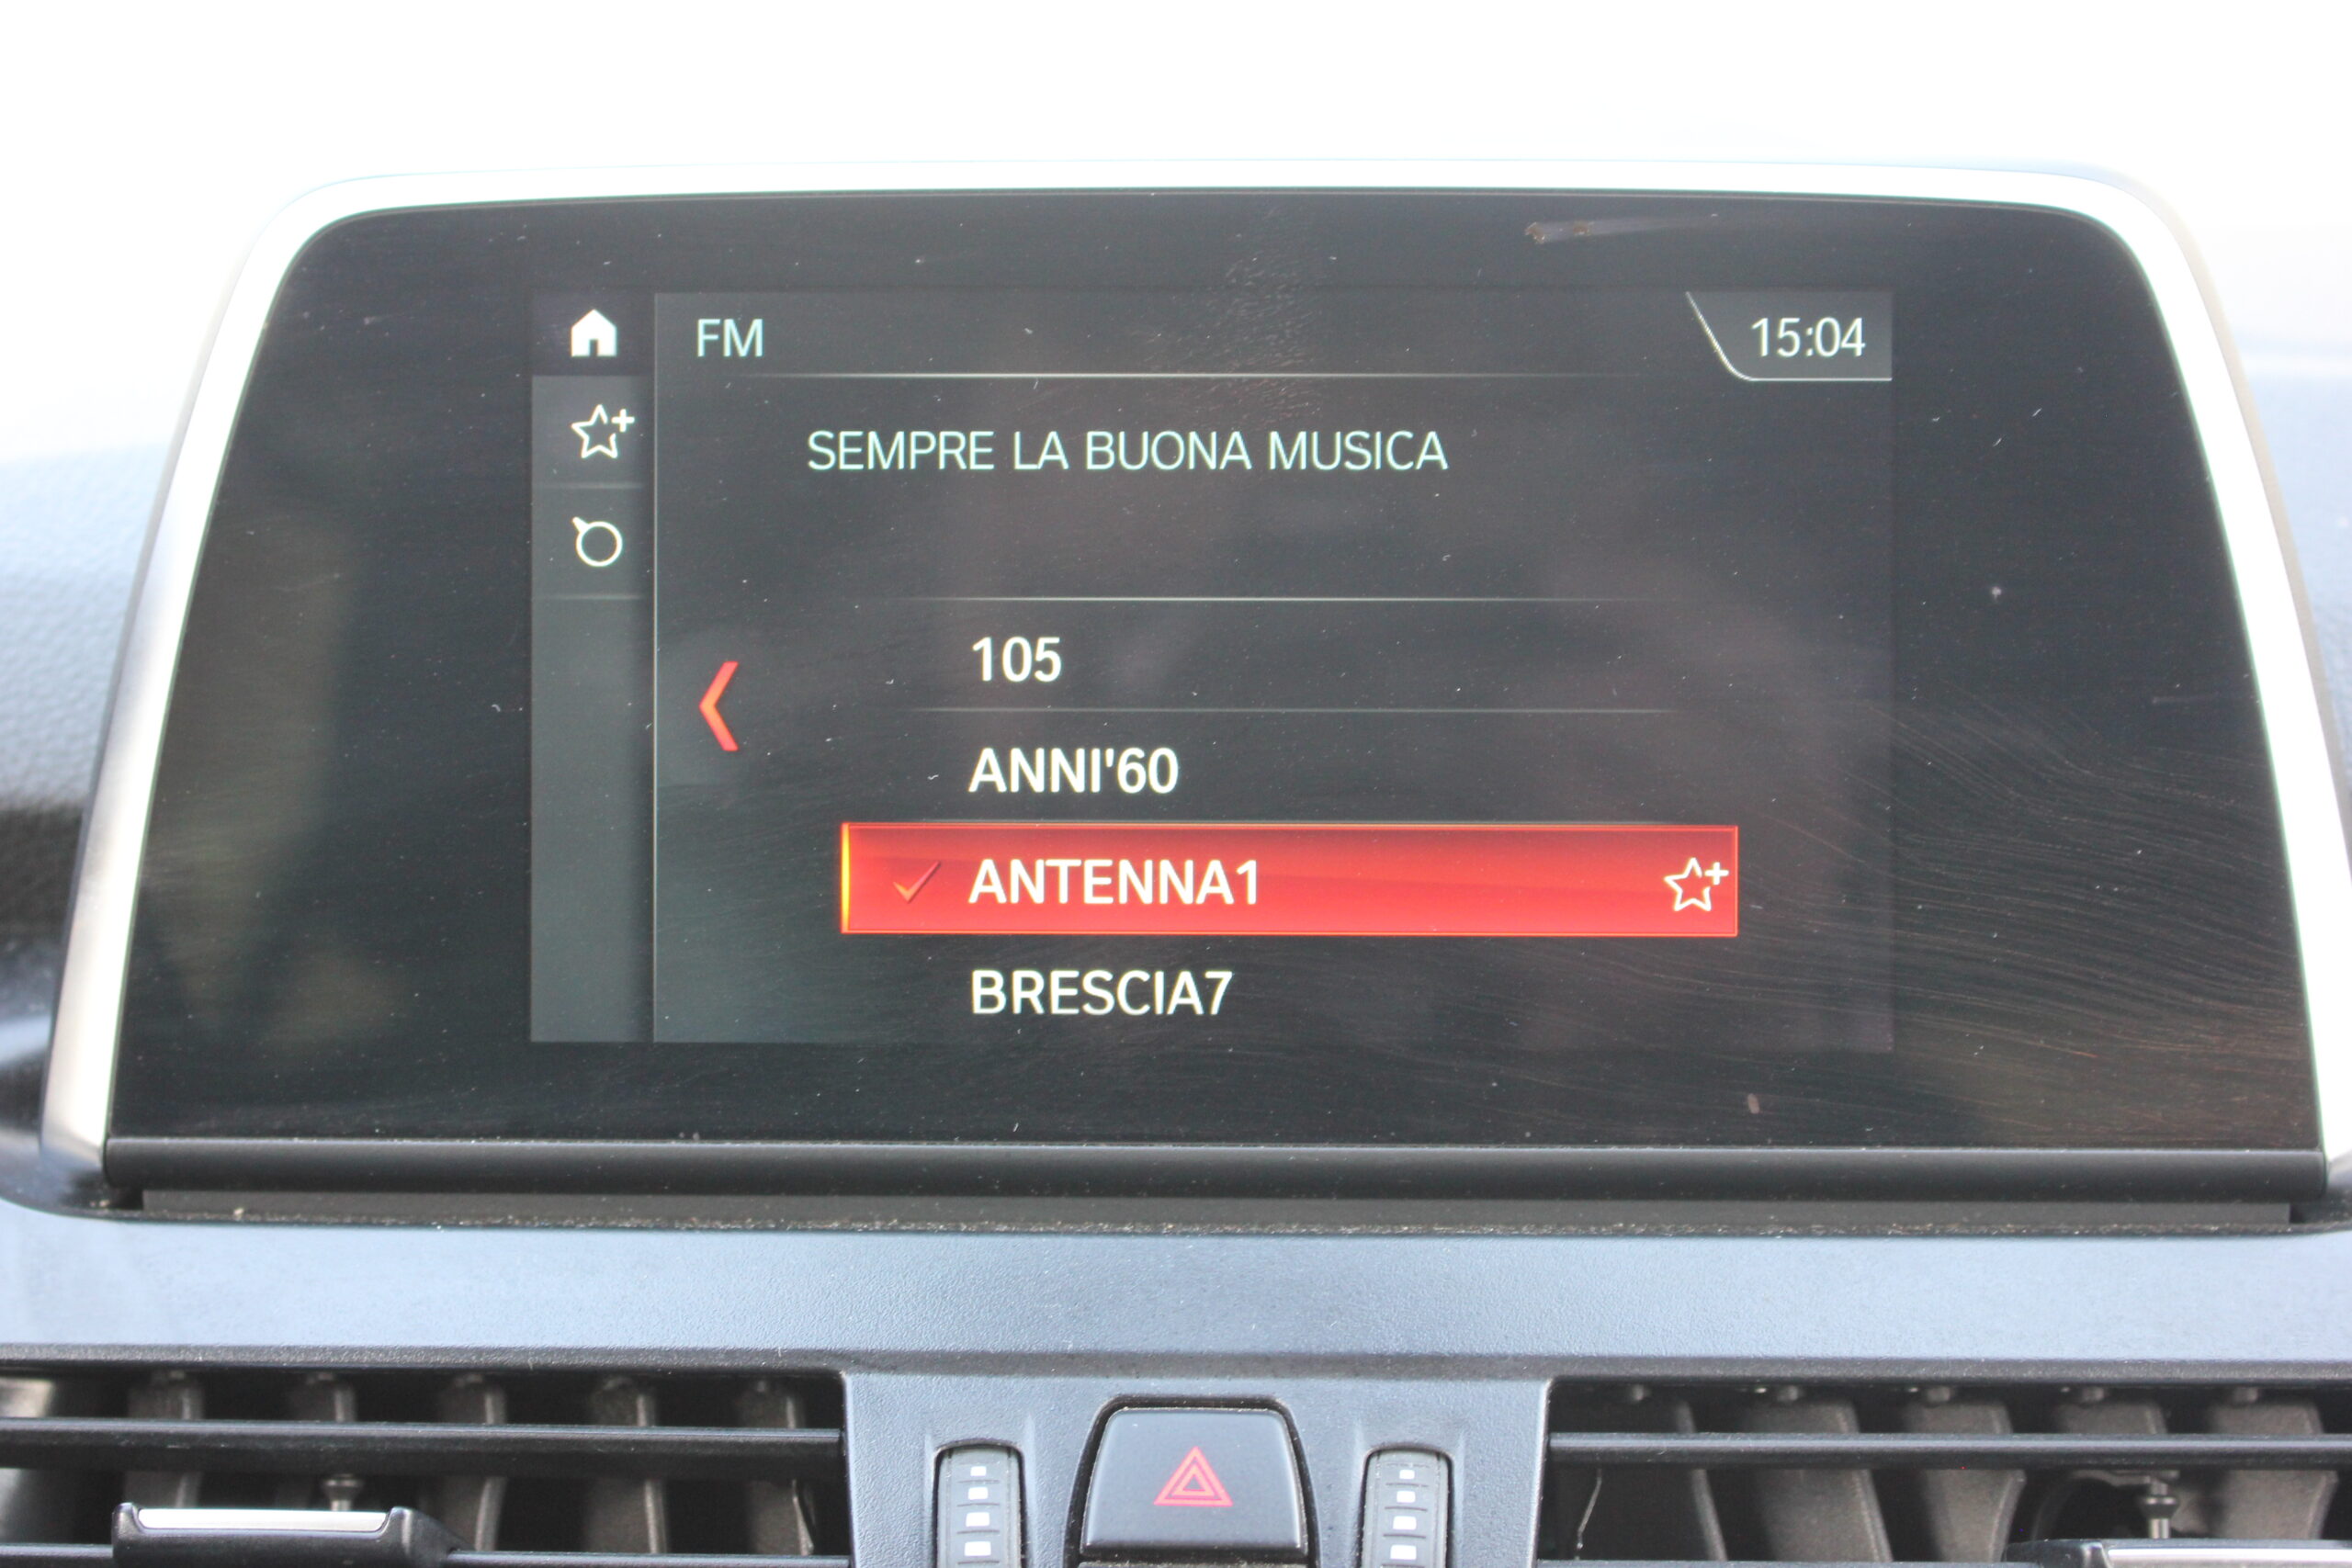 FM
15:04
SEMPRE LA BUONA MUSICA
105
ANNI'60
ANTENNA1
BRESCIA7